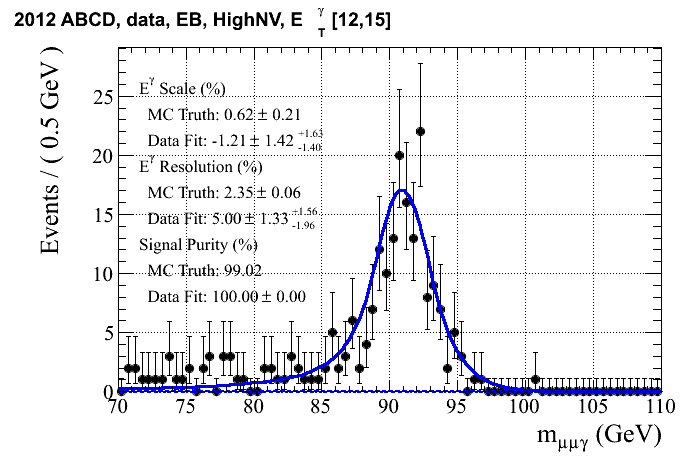 2012 ABCD, data, EB, HighNV, E γ T [12,15]
Events / ( 0.5 GeV )
E^γ Scale (%)
MC Truth: 0.62 ± 0.21
Data Fit: -1.21 ± 1.42 +1.63 -1.40
E^γ Resolution (%)
MC Truth: 2.35 ± 0.06
Data Fit: 5.00 ± 1.33 +1.56 -1.96
Signal Purity (%)
MC Truth: 99.02
Data Fit: 100.00 ± 0.00
25
20
15
10
5
0
70 75 80 85 90 95 100 105 110
m_μμγ (GeV)